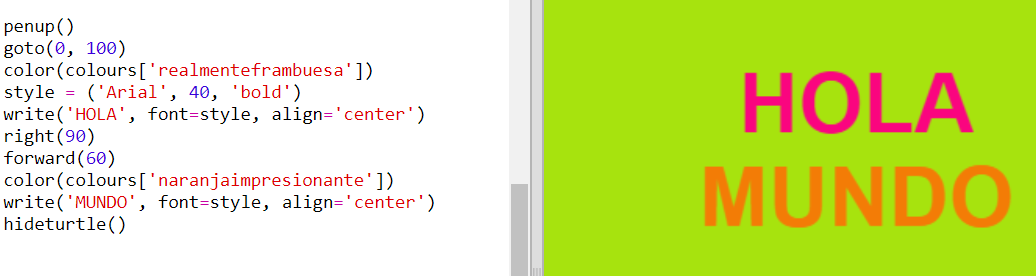 penup()
goto(0, 100)
color(colours['realmenteframbuesa'])
style = ('Arial', 40, 'bold')
write('HOLA', font=style, align='center')
right(90)
forward(60)
color(colours['naranjaimpresionante'])
write('MUNDO', font=style, align='center')
hideturtle()
HOLA
MUNDO